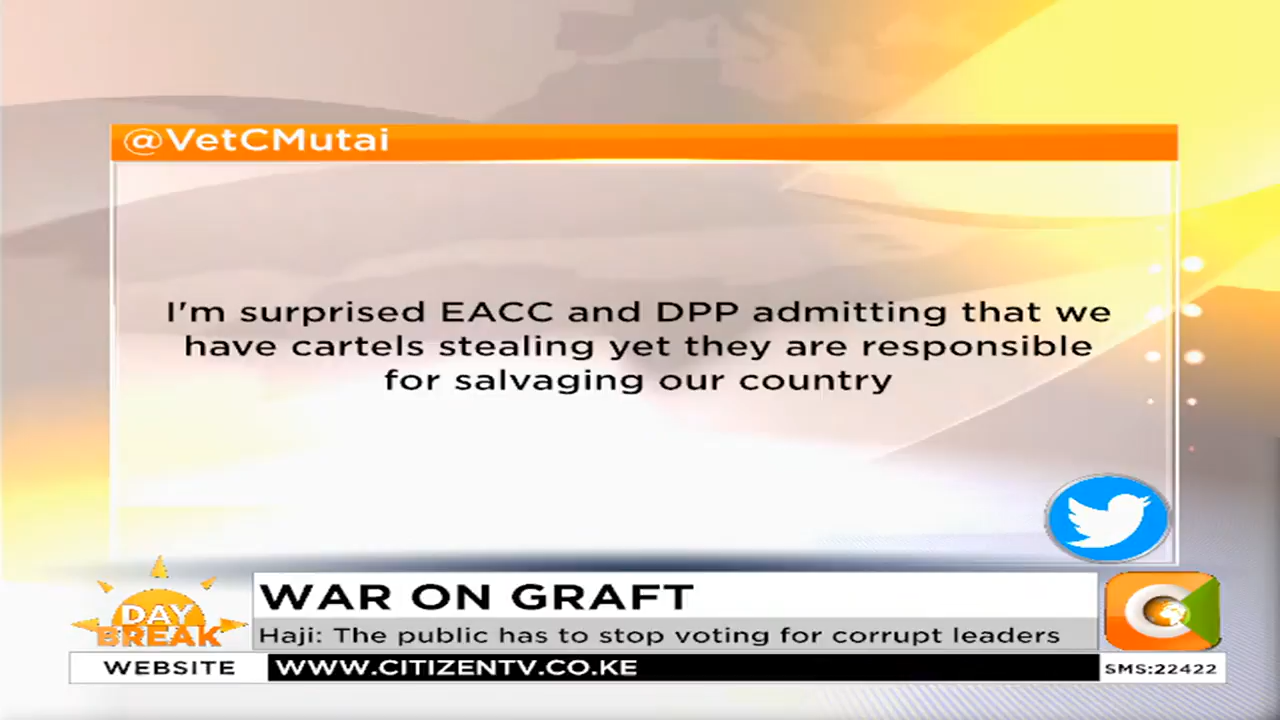 @VetCMutai
I'm surprised EACC and DPP admitting that we
have cartels stealing yet they are responsible
for salvaging our country
DAY
BREAK
WAR ON GRAFT
Haji: The public has to stop voting for corrupt leaders
WEBSITE
WWW.CITIZENTV.CO.KE
SMS:22422